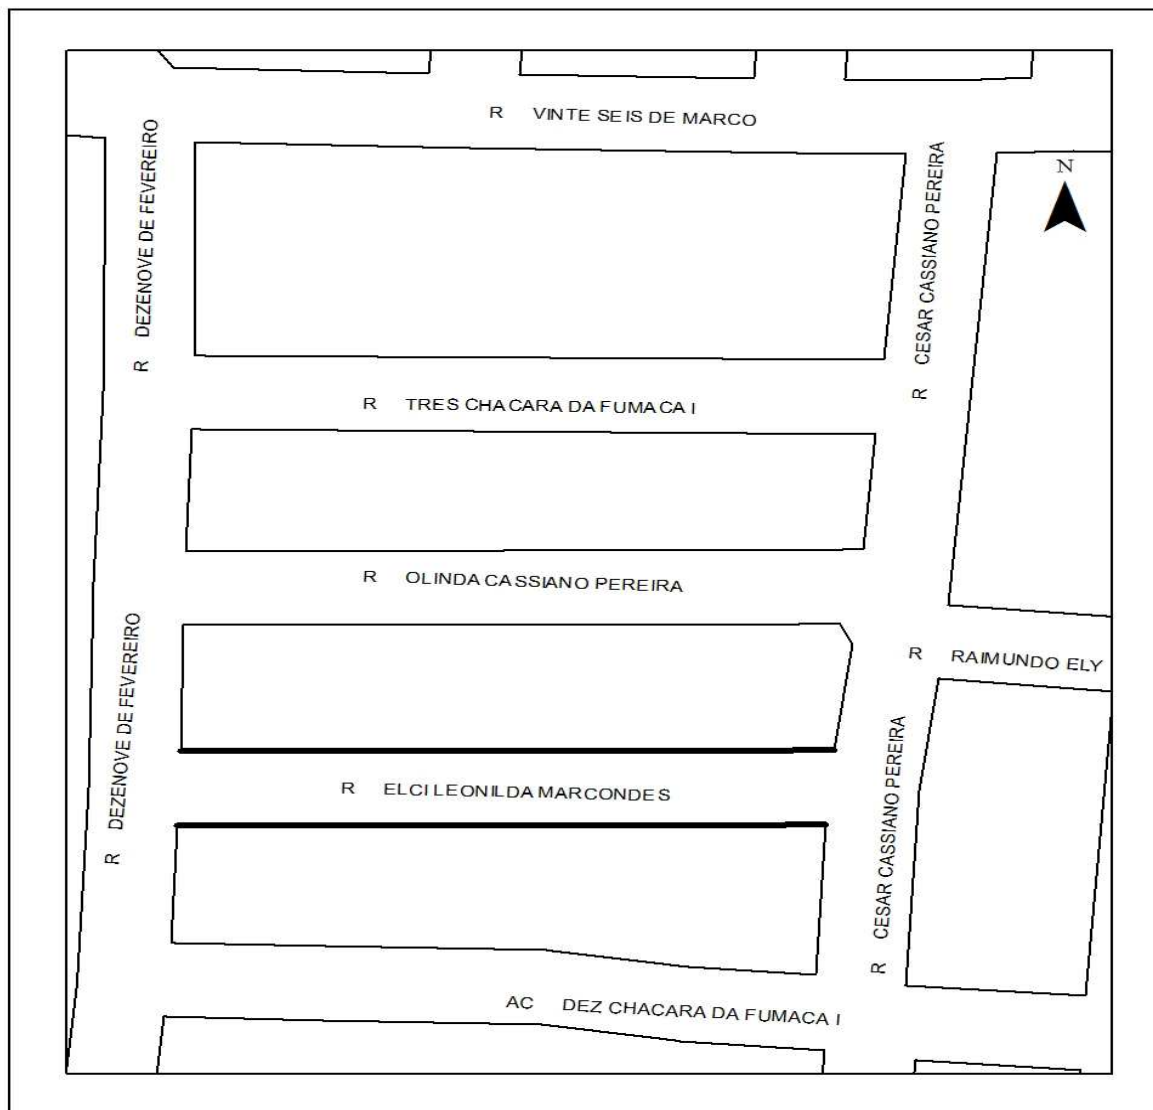 R VINTE SEIS DE MARCO
R DEZENOVE DE FEVEREIRO
R CESAR CASSIANO PEREIRA
N
R TRES CHACARA DA FUMACA I
R OLINDA CASSIANO PEREIRA
R DEZENOVE DE FEVEREIRO
R RAIMUNDO ELY
R ELCI LEONILDA MARCONDES
R CESAR CASSIANO PEREIRA
AC DEZ CHACARA DA FUMACA I